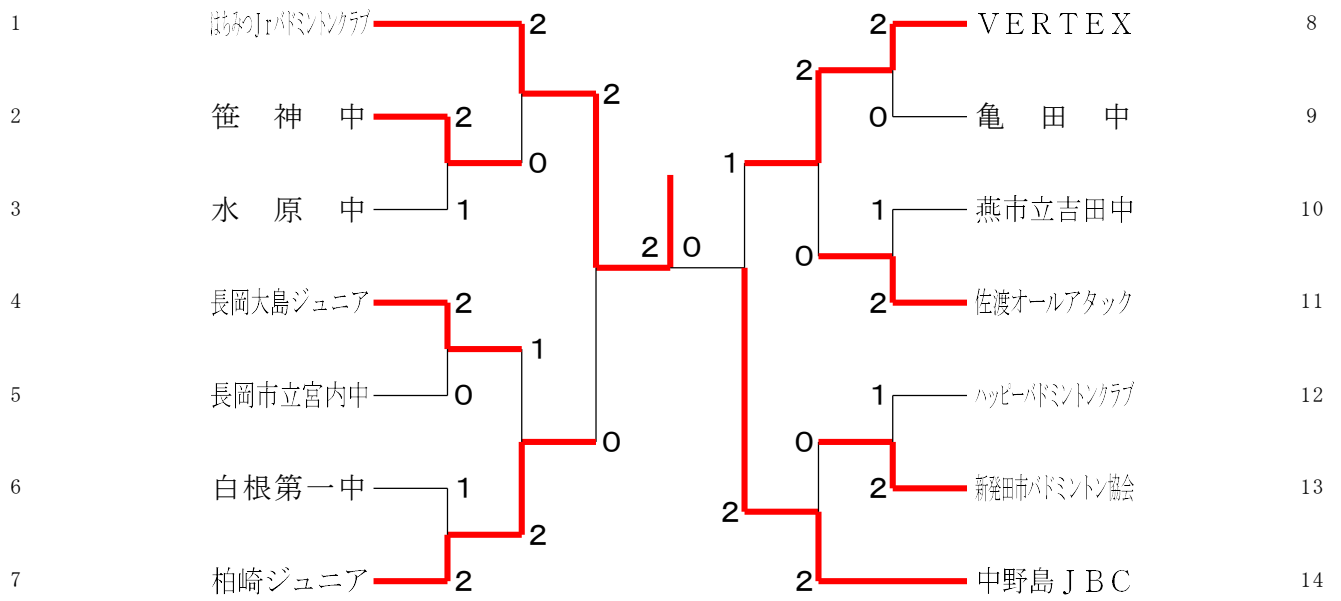 1 はちみつJrバドミントンクラブ 2 2 VERTEX 8
2 2
2 笹神中 2 0 亀田中 9
0 1
3 水原中 1 1 燕市立吉田中 10
2 0 0
4 長岡大島ジュニア 2 2 佐渡オールアタック 11
1
5 長岡市立宮内中 0 1 ハッピーバドミントンクラブ 12
0 0
6 白根第一中 1 2 新発田市バドミントン協会 13
2 2
7 柏崎ジュニア 2 2 中野島JBC 14